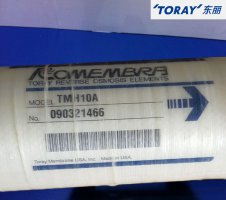 'TORAY' 东丽
ROMEMBRA
TORAY REVERSE OSMOSIS ELEMENTS
MODEL TMH10A
No. 090321466
Toray Membrane USA, Inc. Made in USA.